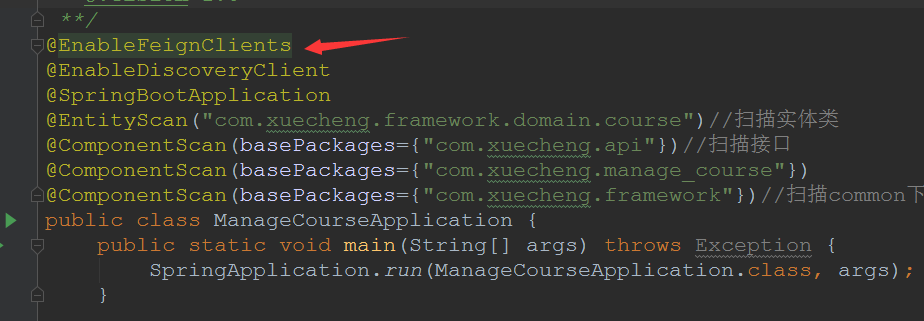 **/
@EnableFeignClients
@EnableDiscoveryClient
@SpringBootApplication
@EntityScan("com.xuecheng.framework.domain.course")//扫描实体类
@ComponentScan(basePackages={"com.xuecheng.api"})//扫描接口
@ComponentScan(basePackages={"com.xuecheng.manage_course"})
@ComponentScan(basePackages={"com.xuecheng.framework"})//扫描common下
public class ManageCourseApplication {
public static void main(String[] args) throws Exception {
SpringApplication.run(ManageCourseApplication.class, args);
}